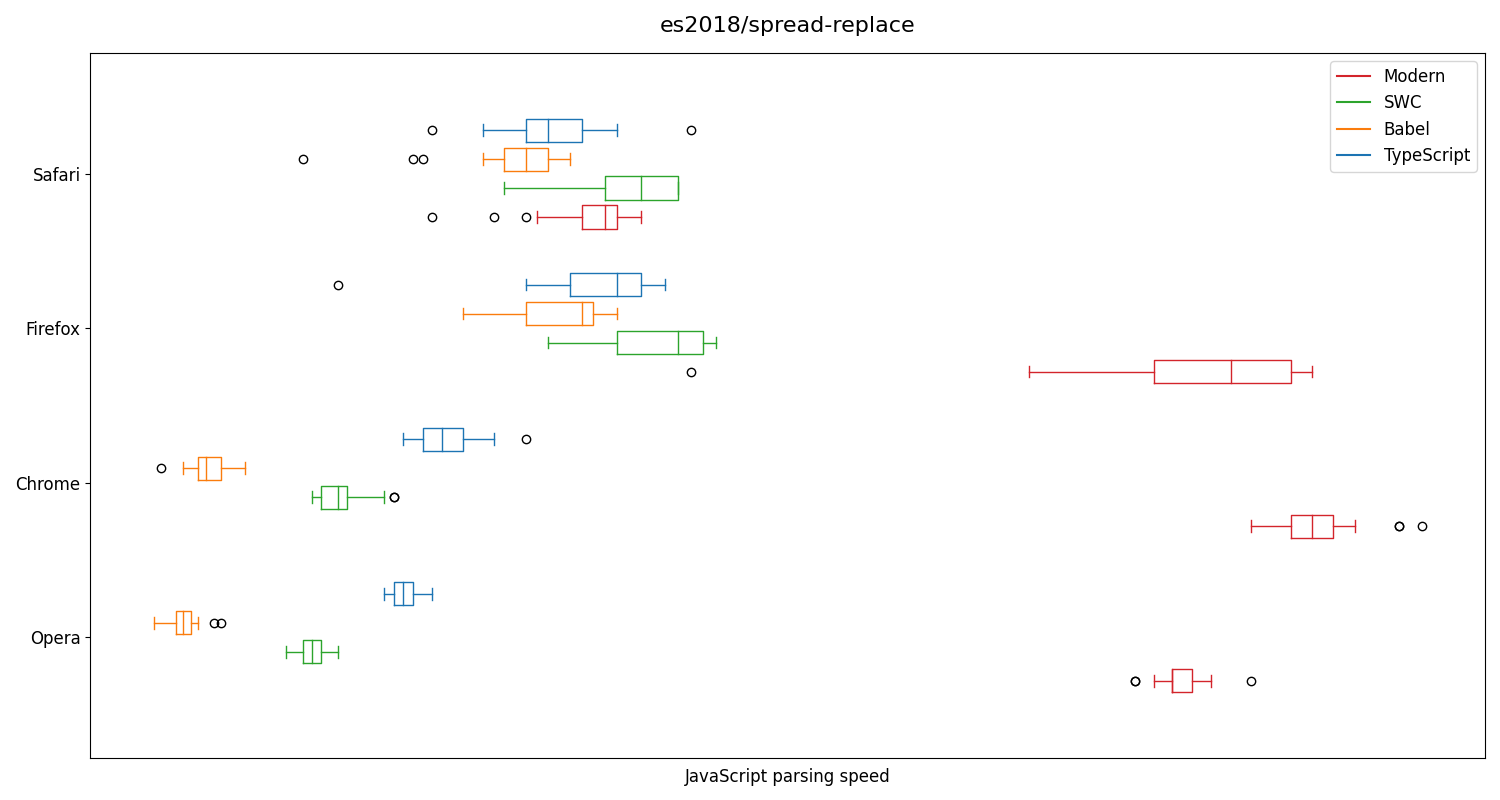 es2018/spread-replace
Modern
SWC
Babel
TypeScript
Safari
Firefox
Chrome
Opera
JavaScript parsing speed